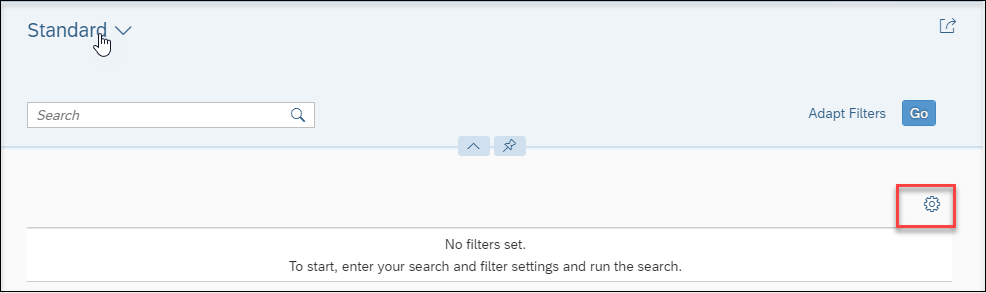 Standard
Search
Adapt Filters Go
No filters set.
To start, enter your search and filter settings and run the search.